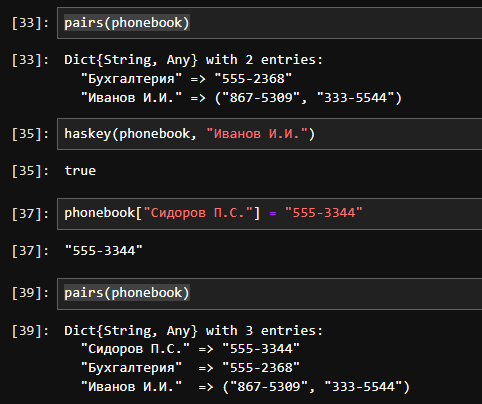 [33]: pairs(phonebook)
[33]: Dict{String, Any} with 2 entries:
"Бухгалтерия" => "555-2368"
"Иванов И.И." => ("867-5309", "333-5544")
[35]: haskey(phonebook, "Иванов И.И.")
[35]: true
[37]: phonebook["Сидоров П.С."] = "555-3344"
[37]: "555-3344"
[39]: pairs(phonebook)
[39]: Dict{String, Any} with 3 entries:
"Сидоров П.С." => "555-3344"
"Бухгалтерия"  => "555-2368"
"Иванов И.И."  => ("867-5309", "333-5544")